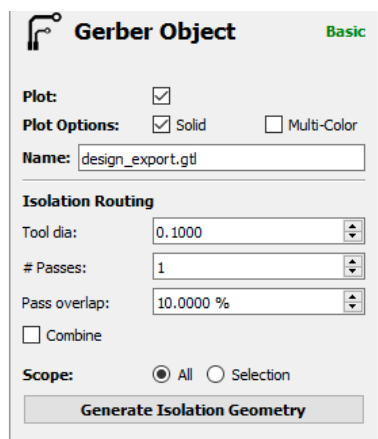 Gerber Object Basic
Plot:
Plot Options: Solid Multi-Color
Name: design_export.gtl
Isolation Routing
Tool dia: 0.1000
# Passes: 1
Pass overlap: 10.0000 %
Combine
Scope: All Selection
Generate Isolation Geometry